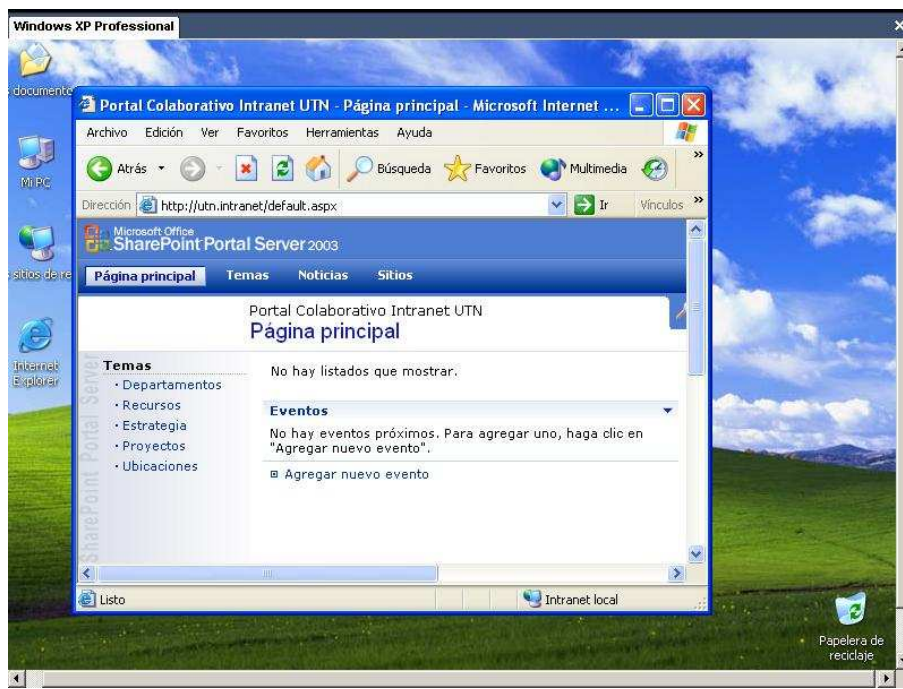 Windows XP Professional
documento
Mi PC
sitios de re
Internet
Explorer
Portal Colaborativo Intranet UTN - Página principal - Microsoft Internet ...
Archivo Edición Ver Favoritos Herramientas Ayuda
Atrás Búsqueda Favoritos Multimedia
Dirección http://utn.intranet/default.aspx Ir Vínculos
Microsoft Office
SharePoint Portal Server 2003
Página principal Temas Noticias Sitios
Portal Colaborativo Intranet UTN
Página principal
SharePoint Portal Server
Temas
· Departamentos
· Recursos
· Estrategia
· Proyectos
· Ubicaciones
No hay listados que mostrar.
Eventos
No hay eventos próximos. Para agregar uno, haga clic en
"Agregar nuevo evento".
Agregar nuevo evento
Listo Intranet local
Papelera de
reciclaje